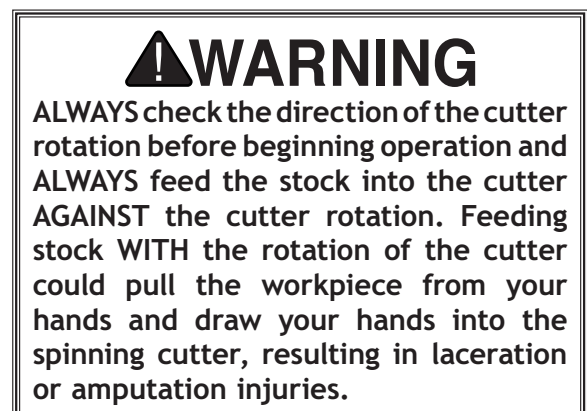 WARNING
ALWAYS check the direction of the cutter
rotation before beginning operation and
ALWAYS feed the stock into the cutter
AGAINST the cutter rotation. Feeding
stock WITH the rotation of the cutter
could pull the workpiece from your
hands and draw your hands into the
spinning cutter, resulting in laceration
or amputation injuries.